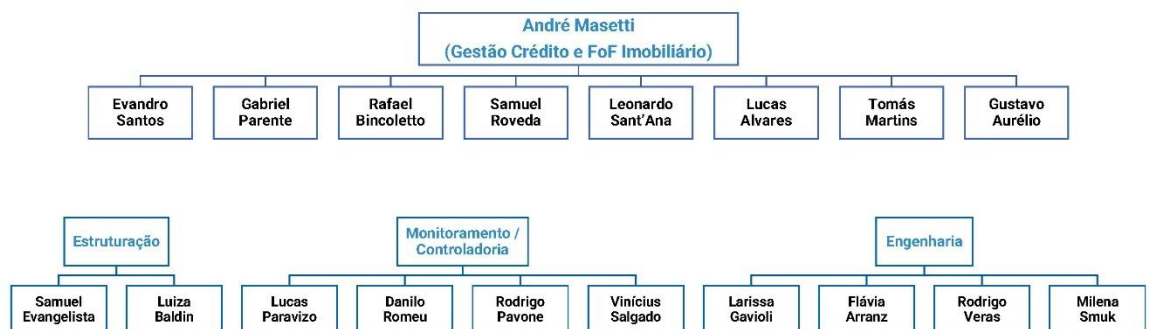 André Masetti
(Gestão Crédito e FoF Imobiliário)
Evandro Santos
Gabriel Parente
Rafael Bincoletto
Samuel Roveda
Leonardo Sant'Ana
Lucas Alvares
Tomás Martins
Gustavo Aurélio
Estruturação
Monitoramento /
Controladoria
Engenharia
Samuel Evangelista
Luiza Baldin
Lucas Paravizo
Danilo Romeu
Rodrigo Pavone
Vinícius Salgado
Larissa Gavioli
Flávia Arranz
Rodrigo Veras
Milena Smuk